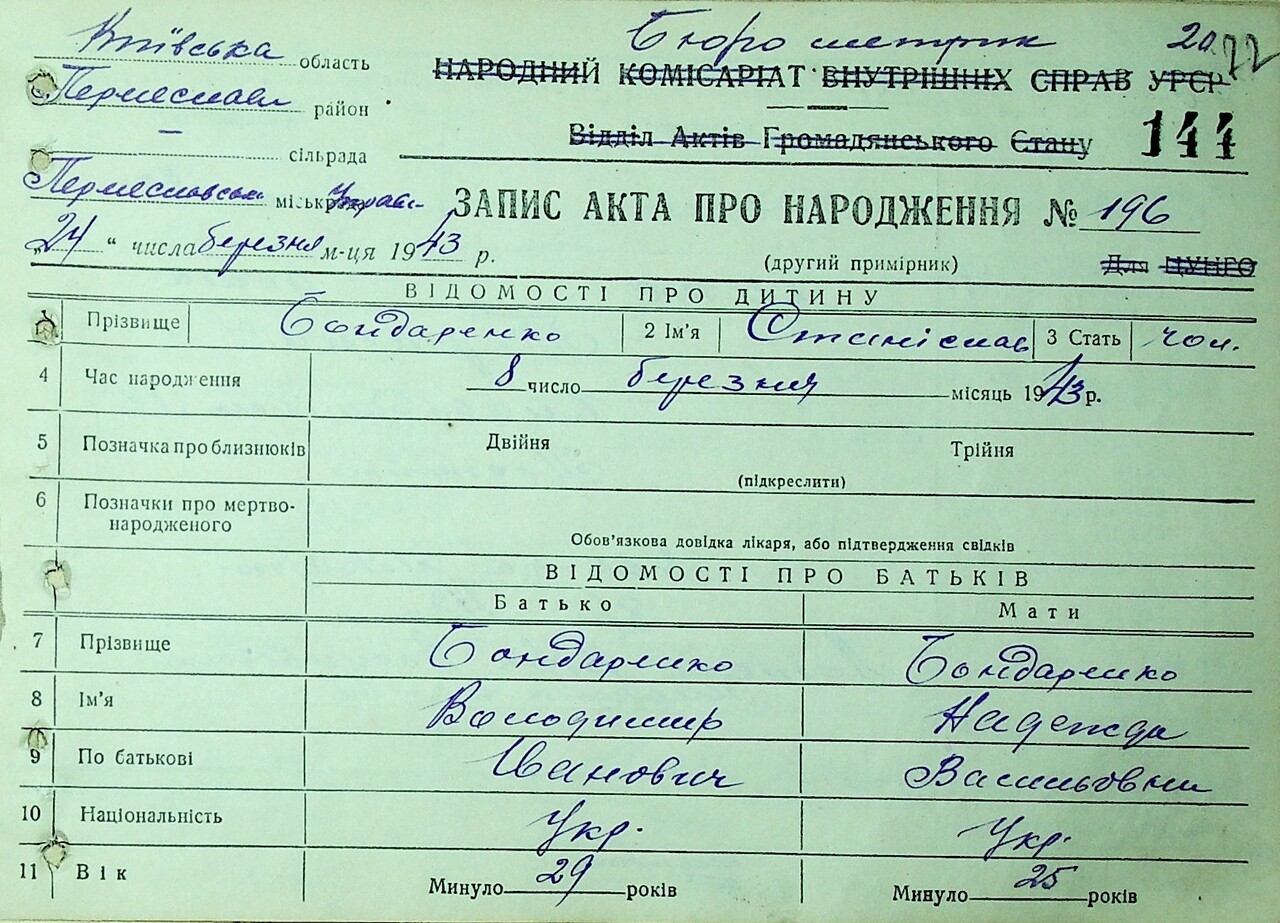 Київська область
Бюро метрик 20. 22
НАРОДНИЙ КОМІСАРІАТ ВНУТРІШНІХ СПРАВ УРСР
Переяслав район
Відділ Актів Громадянського Стану 144
— сільрада
міськрада Управ.
ЗАПИС АКТА ПРО НАРОДЖЕННЯ № 196
„24“ числа березня м-ця 1943 р.
(другий примірник) Для ЦУНГО
ВІДОМОСТІ ПРО ДИТИНУ
1 Прізвище Бондаренко 2 Ім'я Станіслав 3 Стать чол.
4 Час народження 8 число березня місяць 1943 р.
5 Позначка про близнюків Двійня Трійня
(підкреслити)
6 Позначки про мертво-
народженого
Обов'язкова довідка лікаря, або підтвердження свідків
ВІДОМОСТІ ПРО БАТЬКІВ
Батько Мати
7 Прізвище Бондаренко Бондаренко
8 Ім'я Володимир Надежда
9 По батькові Іванович Васильовна
10 Національність Укр. Укр.
11 Вік Минуло 29 років Минуло 25 років